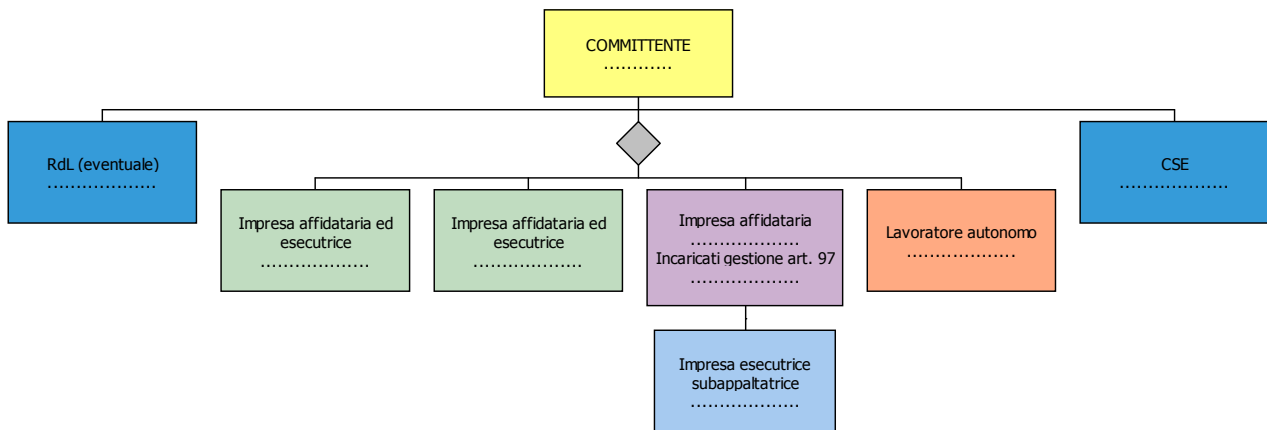 COMMITTENTE
............
RdL (eventuale)
...................
CSE
...................
Impresa affidataria ed
esecutrice
...................
Impresa affidataria ed
esecutrice
...................
Impresa affidataria
...................
Incaricati gestione art. 97
...................
Lavoratore autonomo
...................
Impresa esecutrice
subappaltatrice
...................